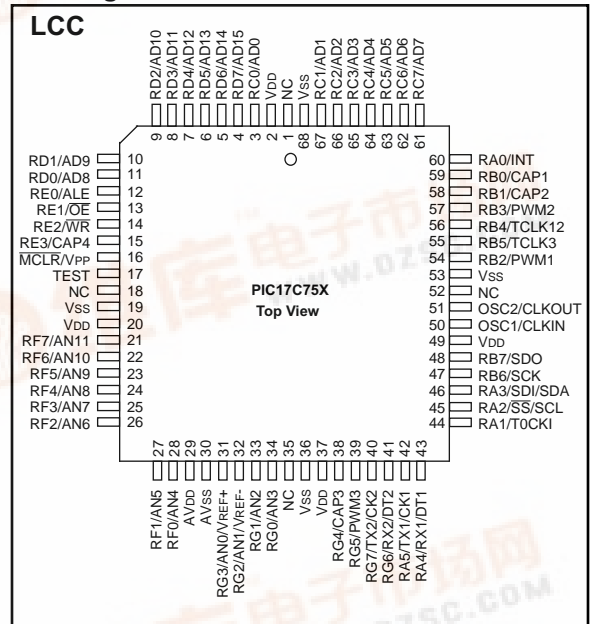 LCC
RD2/AD10
RD3/AD11
RD4/AD12
RD5/AD13
RD6/AD14
RD7/AD15
RC0/AD0
VDD
NC
VSS
RC1/AD1
RC2/AD2
RC3/AD3
RC4/AD4
RC5/AD5
RC6/AD6
RC7/AD7
9 8 7 6 5 4 3 2 1 68 67 66 65 64 63 62 61
RD1/AD9 10
RD0/AD8 11
RE0/ALE 12
RE1/OE 13
RE2/WR 14
RE3/CAP4 15
MCLR/VPP 16
TEST 17
NC 18
VSS 19
VDD 20
RF7/AN11 21
RF6/AN10 22
RF5/AN9 23
RF4/AN8 24
RF3/AN7 25
RF2/AN6 26
PIC17C75X
Top View
60 RA0/INT
59 RB0/CAP1
58 RB1/CAP2
57 RB3/PWM2
56 RB4/TCLK12
55 RB5/TCLK3
54 RB2/PWM1
53 VSS
52 NC
51 OSC2/CLKOUT
50 OSC1/CLKIN
49 VDD
48 RB7/SDO
47 RB6/SCK
46 RA3/SDI/SDA
45 RA2/SS/SCL
44 RA1/T0CKI
27 28 29 30 31 32 33 34 35 36 37 38 39 40 41 42 43
RF1/AN5
RF0/AN4
AVDD
AVSS
RG3/AN0/VREF+
RG2/AN1/VREF-
RG1/AN2
RG0/AN3
NC
VSS
VDD
RG4/CAP3
RG5/PWM3
RG7/TX2/CK2
RG6/RX2/DT2
RA5/TX1/CK1
RA4/RX1/DT1